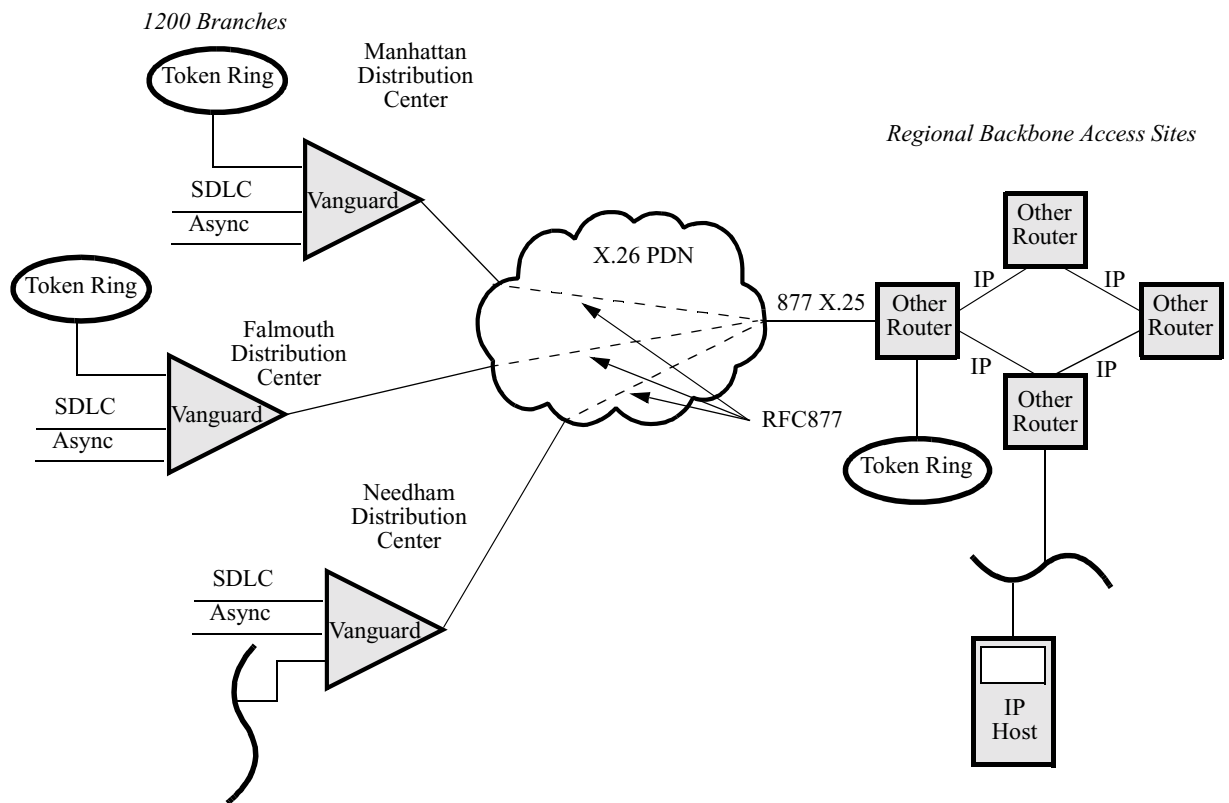 1200 Branches
Token Ring
Manhattan
Distribution
Center
SDLC
Async
Vanguard
Regional Backbone Access Sites
Token Ring
Falmouth
Distribution
Center
SDLC
Async
Vanguard
X.26 PDN
877 X.25
RFC877
Other
Router
IP
IP
Other
Router
Other
Router
IP
IP
Other
Router
Token Ring
Needham
Distribution
Center
SDLC
Async
Vanguard
IP
Host